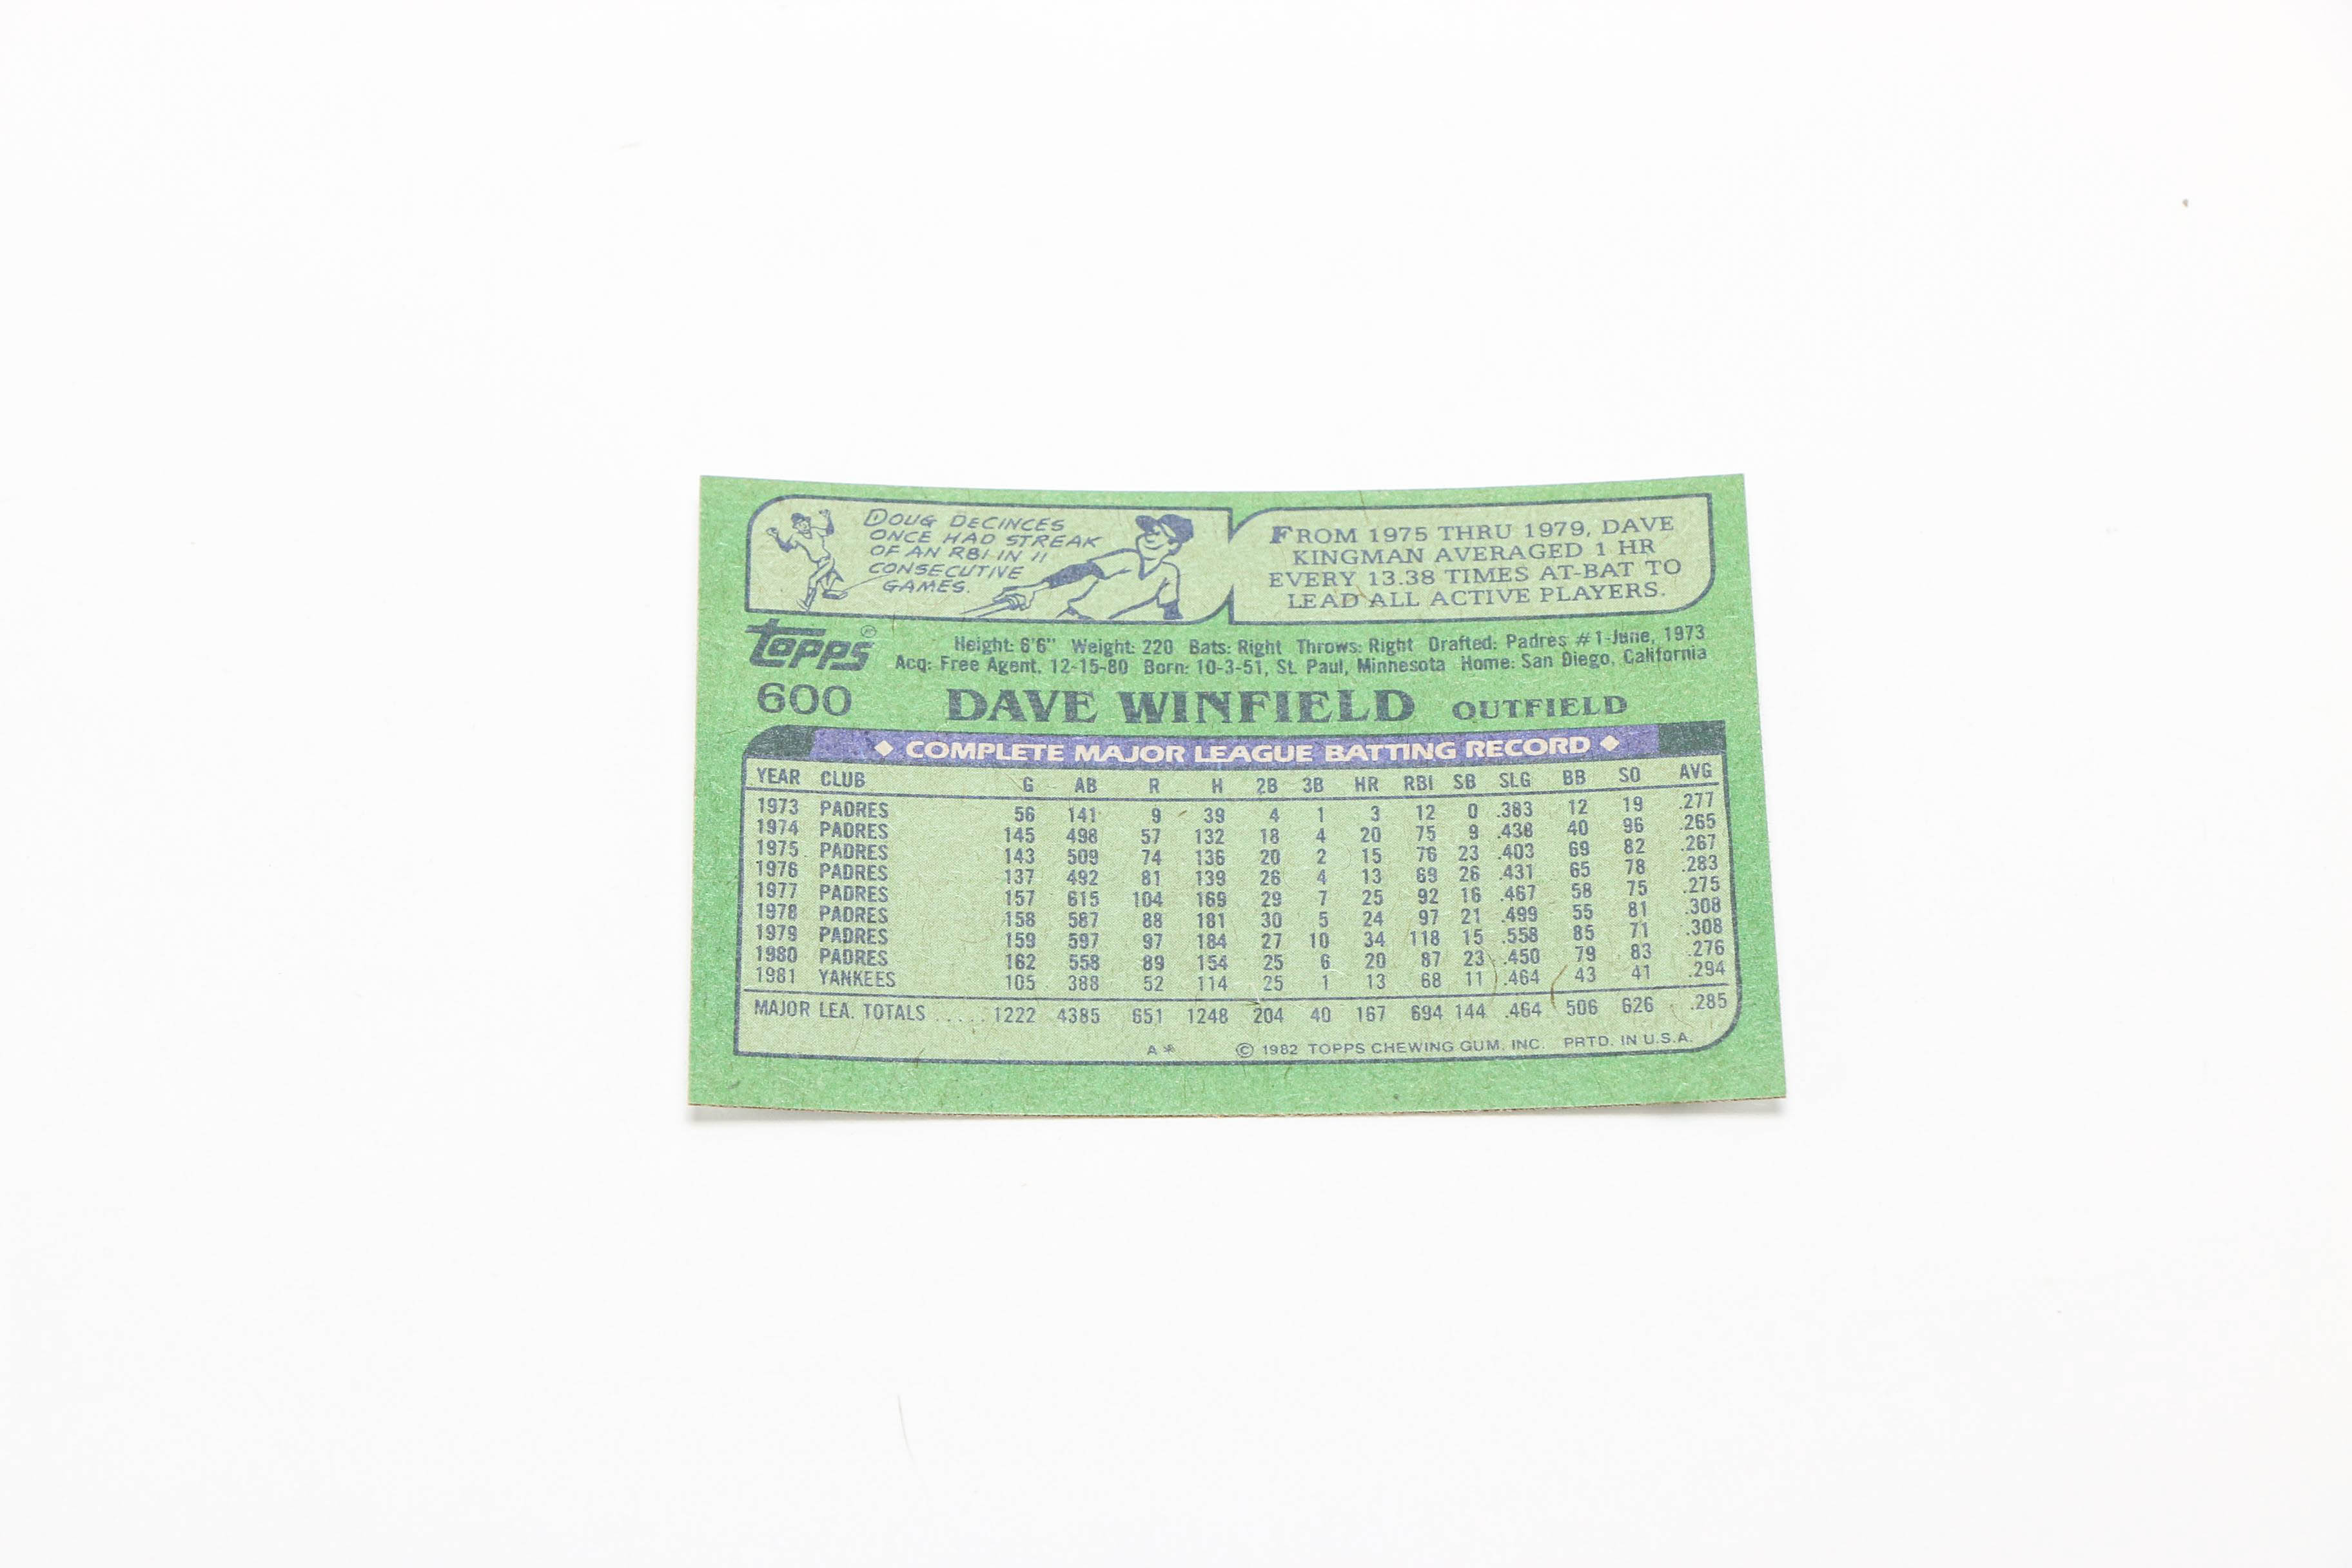 DOUG DECINCES
ONCE HAD STREAK
OF AN RBI IN 11
CONSECUTIVE
GAMES.
FROM 1975 THRU 1979, DAVE
KINGMAN AVERAGED 1 HR
EVERY 13.38 TIMES AT-BAT TO
LEAD ALL ACTIVE PLAYERS.
TOPPS®
Height: 6'6" Weight: 220 Bats: Right Throws: Right Drafted: Padres #1-June, 1973
Acq: Free Agent, 12-15-80 Born: 10-3-51, St. Paul, Minnesota Home: San Diego, California
600 DAVE WINFIELD OUTFIELD
◆ COMPLETE MAJOR LEAGUE BATTING RECORD ◆
YEAR CLUB G AB R H 2B 3B HR RBI SB SLG BB SO AVG
1973 PADRES 56 141 9 39 4 1 3 12 0 .383 12 19 .277
1974 PADRES 145 498 57 132 18 4 20 75 9 .438 40 96 .265
1975 PADRES 143 509 74 136 20 2 15 76 23 .403 69 82 .267
1976 PADRES 137 492 81 139 26 4 13 69 26 .431 65 78 .283
1977 PADRES 157 615 104 169 29 7 25 92 16 .467 58 75 .275
1978 PADRES 158 587 88 181 30 5 24 97 21 .499 55 81 .308
1979 PADRES 159 597 97 184 27 10 34 118 15 .558 85 71 .308
1980 PADRES 162 558 89 154 25 6 20 87 23 .450 79 83 .276
1981 YANKEES 105 388 52 114 25 1 13 68 11 .464 43 41 .294
MAJOR LEA. TOTALS ..... 1222 4385 651 1248 204 40 167 694 144 .464 506 626 .285
A* © 1982 TOPPS CHEWING GUM, INC. PRTD. IN U.S.A.